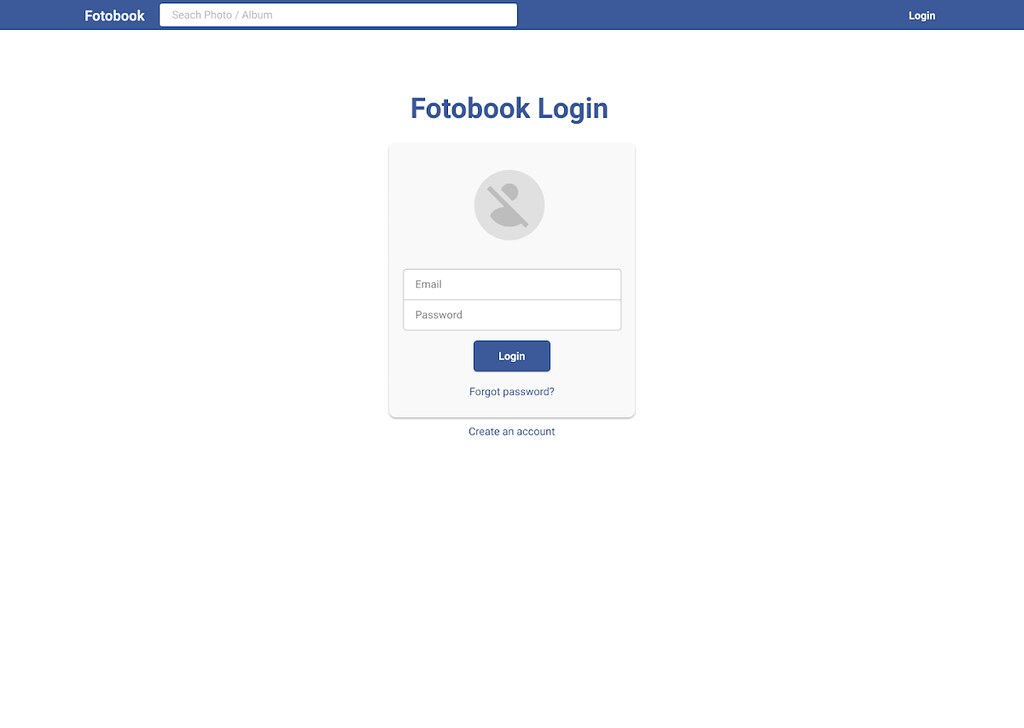 Fotobook
Seach Photo / Album
Login
Fotobook Login
Email
Password
Login
Forgot password?
Create an account